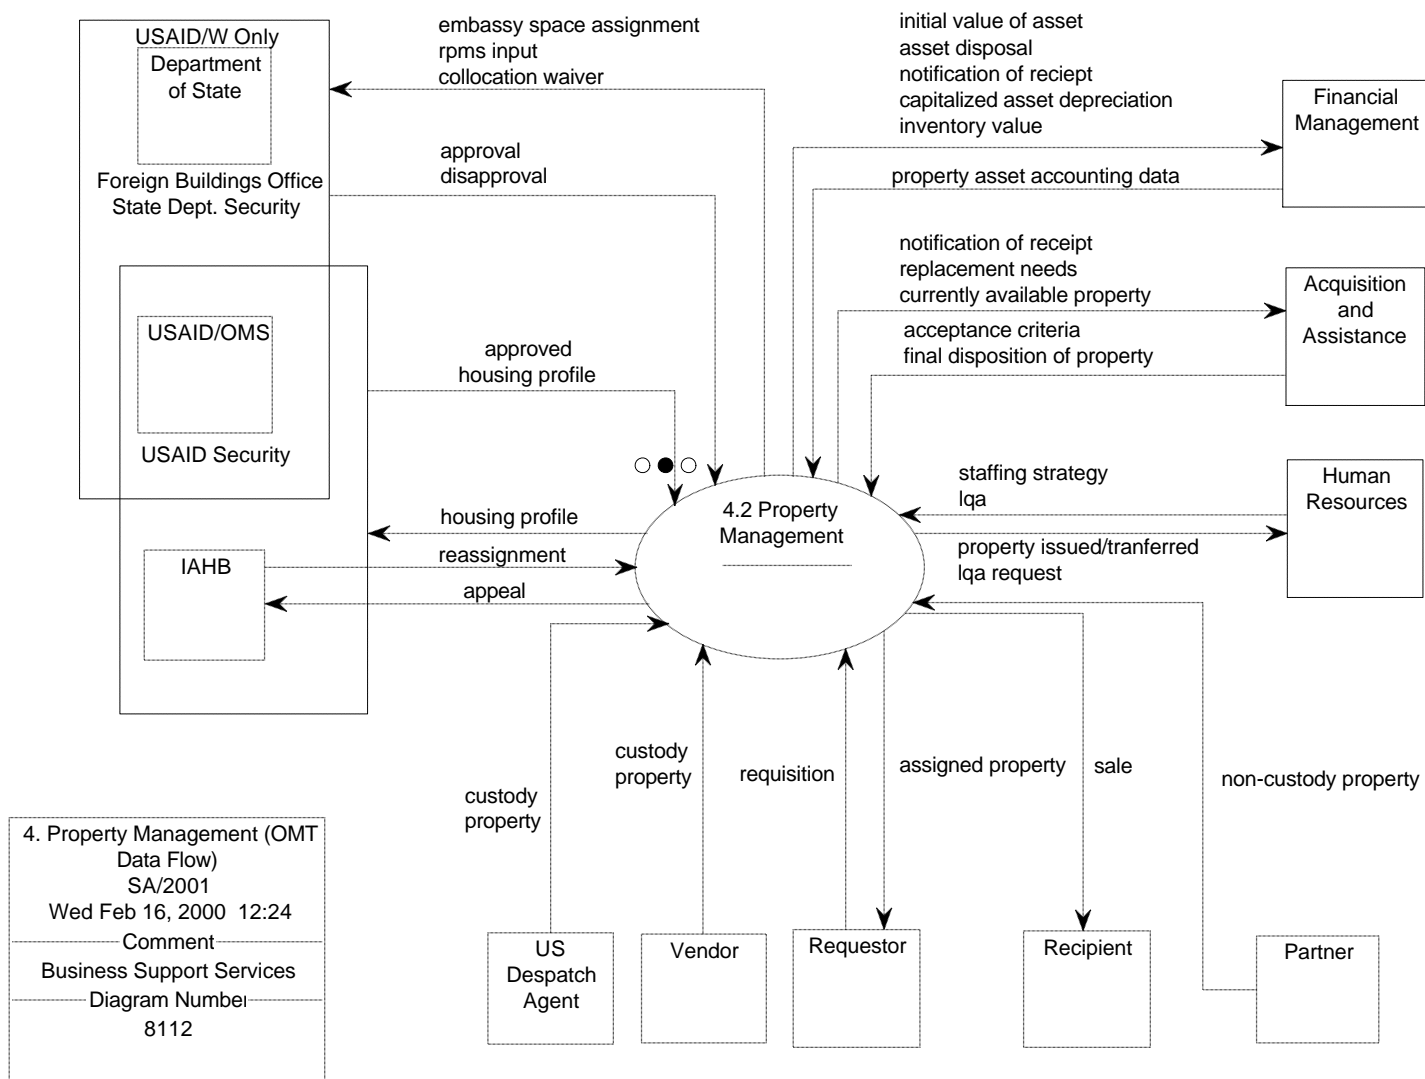 USAID/W Only
Department
of State
Foreign Buildings Office
State Dept. Security
USAID/OMS
USAID Security
IAHB
embassy space assignment
rpms input
collocation waiver
approval
disapproval
approved
housing profile
housing profile
reassignment
appeal
initial value of asset
asset disposal
notification of reciept
capitalized asset depreciation
inventory value
property asset accounting data
Financial
Management
notification of receipt
replacement needs
currently available property
acceptance criteria
final disposition of property
Acquisition
and
Assistance
4.2 Property
Management
staffing strategy
lqa
property issued/tranferred
lqa request
Human
Resources
custody
property
custody
property
requisition
assigned property
sale
non-custody property
US
Despatch
Agent
Vendor
Requestor
Recipient
Partner
4. Property Management (OMT
Data Flow)
SA/2001
Wed Feb 16, 2000 12:24
Comment
Business Support Services
Diagram Number
8112